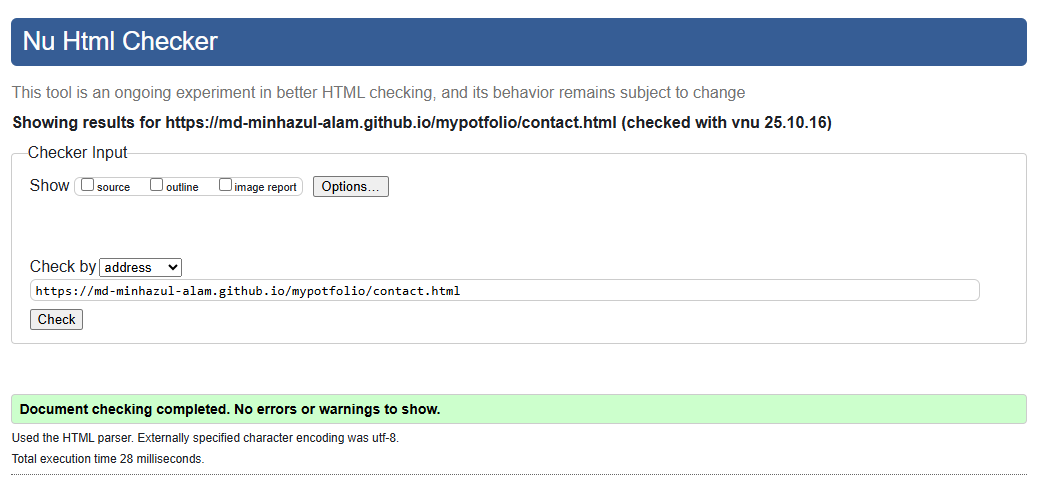 Nu Html Checker
This tool is an ongoing experiment in better HTML checking, and its behavior remains subject to change
Showing results for https://md-minhazul-alam.github.io/mypotfolio/contact.html (checked with vnu 25.10.16)
Checker Input
Show source outline image report Options...
Check by address
https://md-minhazul-alam.github.io/mypotfolio/contact.html
Check
Document checking completed. No errors or warnings to show.
Used the HTML parser. Externally specified character encoding was utf-8.
Total execution time 28 milliseconds.